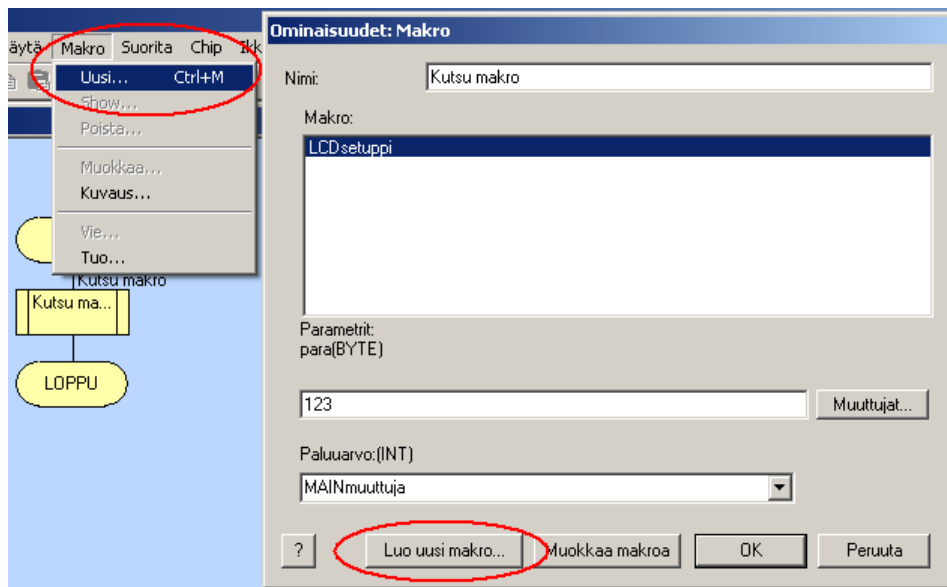 äytä Makro Suorita Chip Ikk
Uusi... Ctrl+M
Show...
Poista...
Muokkaa...
Kuvaus...
Vie...
Tuo...
Kutsu makro
Kutsu ma...
LOPPU
Ominaisuudet: Makro
Nimi: Kutsu makro
Makro:
LCDsetuppi
Parametrit:
para(BYTE)
123 Muuttujat...
Paluuarvo:(INT)
MAINmuuttuja
? Luo uusi makro... Muokkaa makroa OK Peruuta